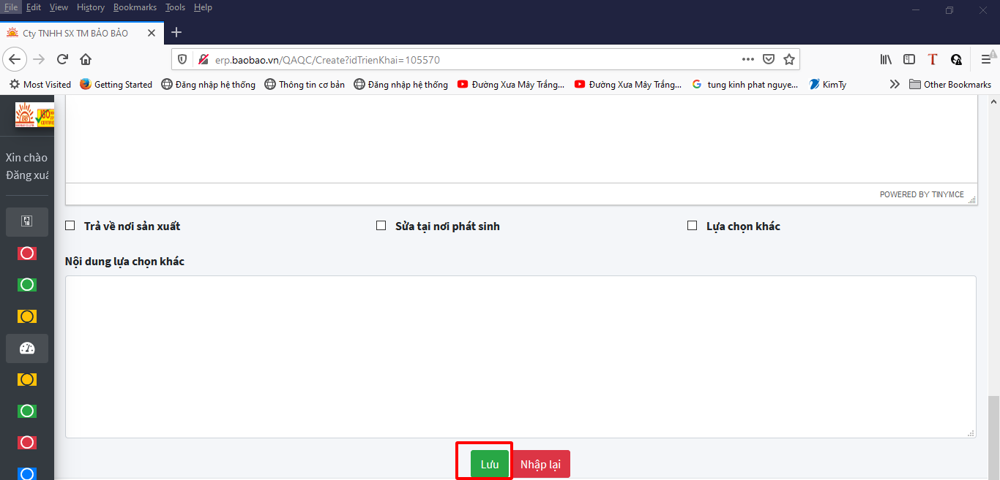 File Edit View History Bookmarks Tools Help
Cty TNHH SX TM BẢO BẢO
erp.baobao.vn/QAQC/Create?idTrienKhai=105570
Most Visited Getting Started Đăng nhập hệ thống Thông tin cơ bản Đăng nhập hệ thống Đường Xưa Mây Trắng... Đường Xưa Mây Trắng... tung kinh phat nguye... KimTy Other Bookmarks
Xin chào
Đăng xuấ
POWERED BY TINYMCE
Trả về nơi sản xuất Sửa tại nơi phát sinh Lựa chọn khác
Nội dung lựa chọn khác
Lưu Nhập lại